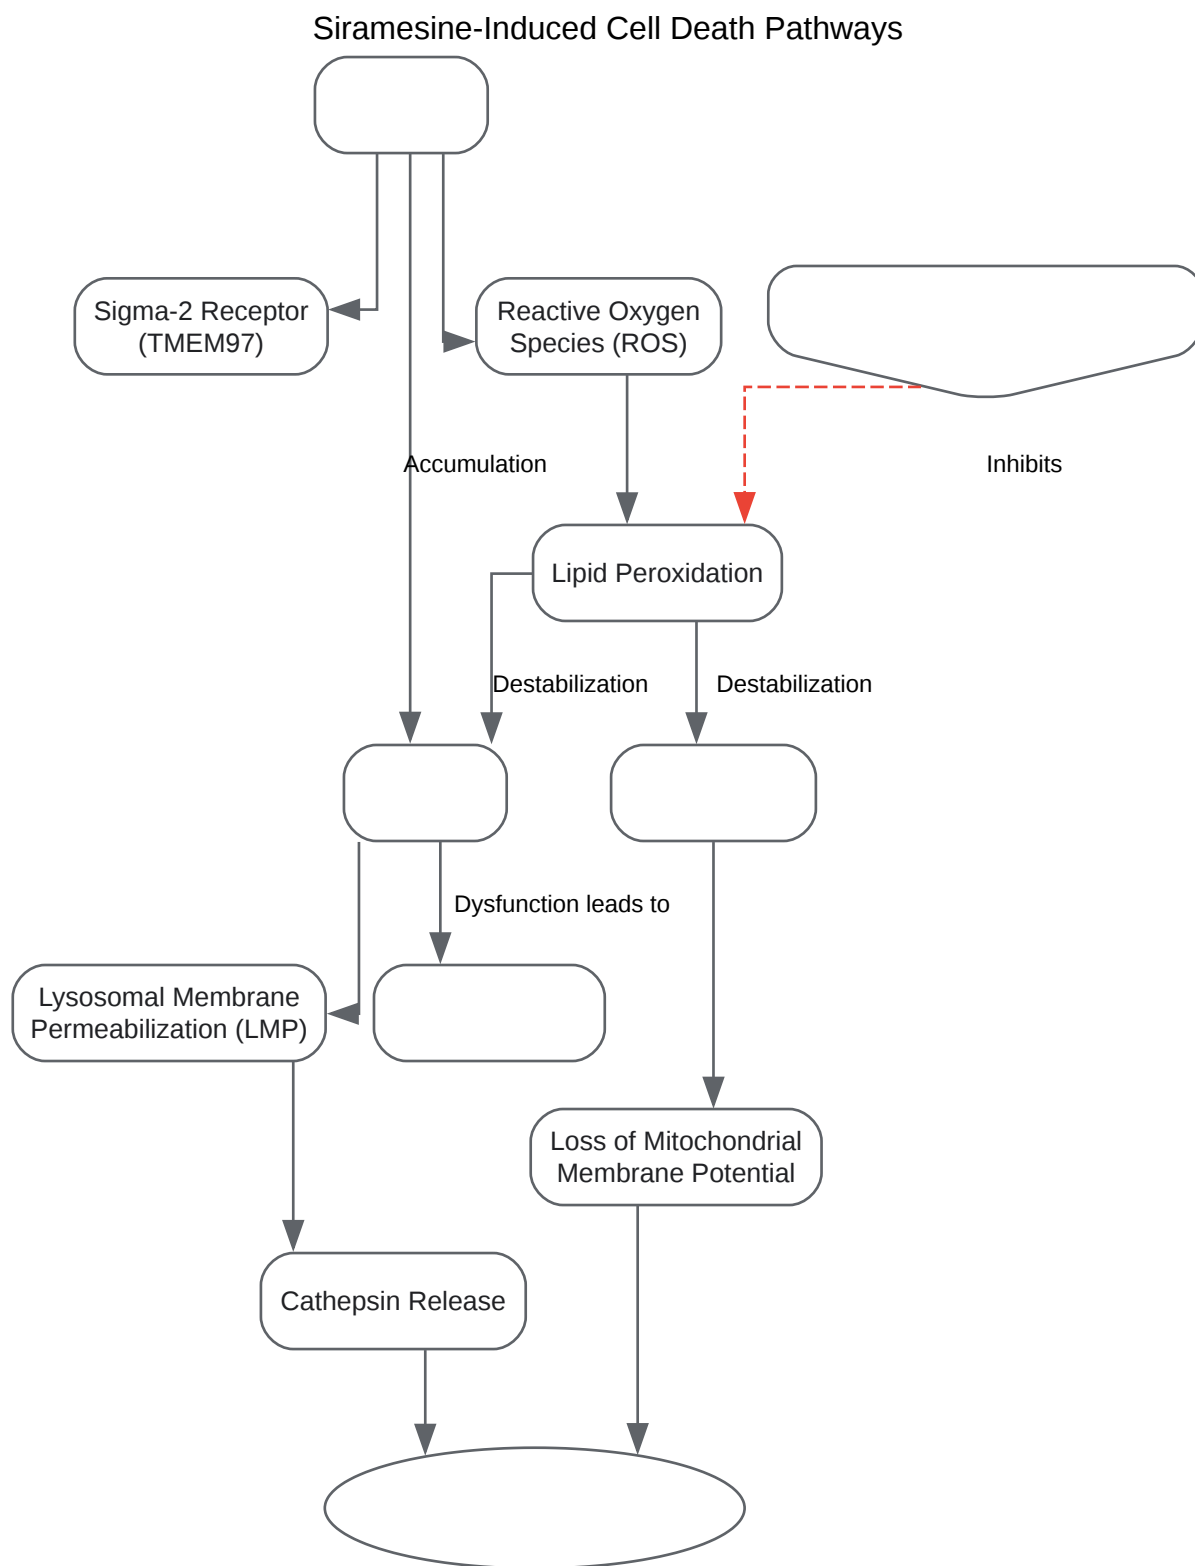 Siramesine-Induced Cell Death Pathways
Sigma-2 Receptor
(TMEM97)
Reactive Oxygen
Species (ROS)
Accumulation
Inhibits
Lipid Peroxidation
Destabilization
Destabilization
Dysfunction leads to
Lysosomal Membrane
Permeabilization (LMP)
Loss of Mitochondrial
Membrane Potential
Cathepsin Release